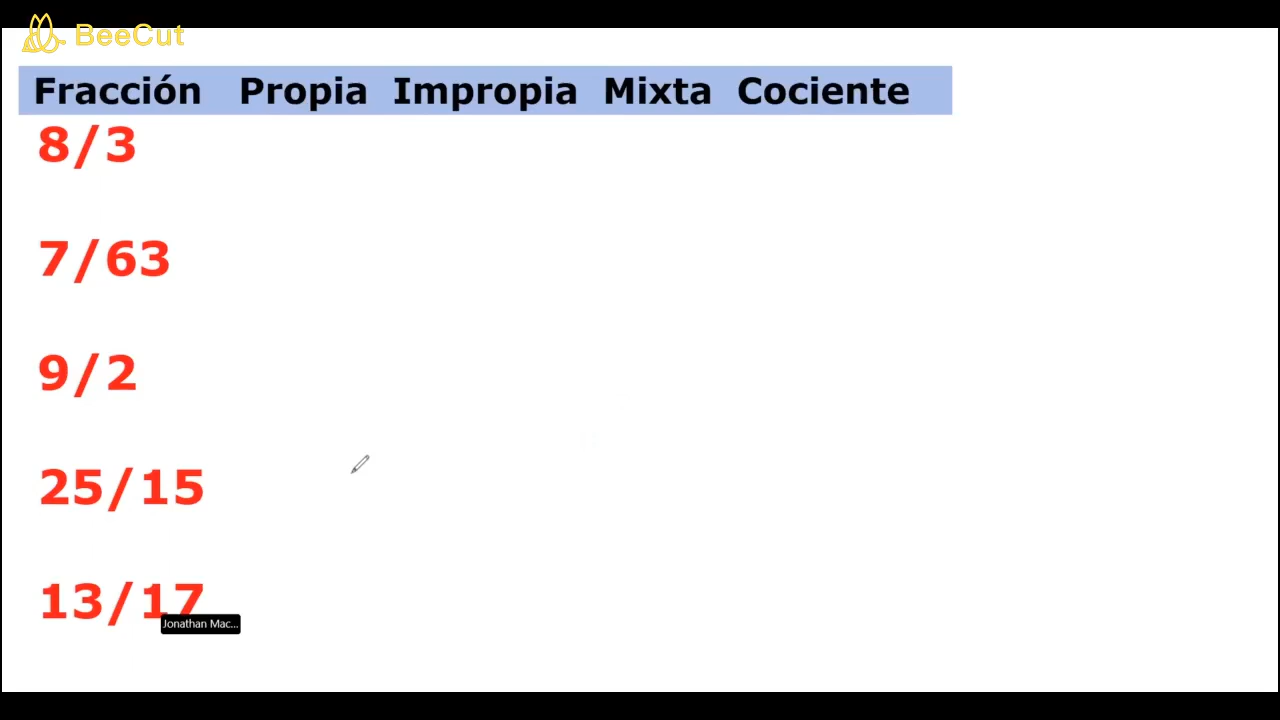 BeeCut
Fracción Propia Impropia Mixta Cociente
8/3
7/63
9/2
25/15
13/17
Jonathan Mac...